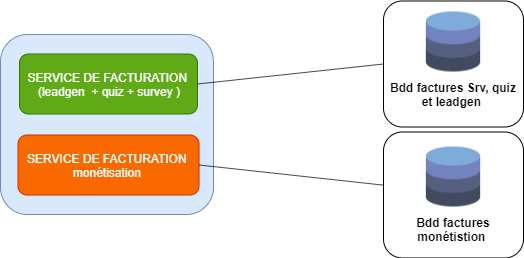 SERVICE DE FACTURATION
(leadgen + quiz + survey )
SERVICE DE FACTURATION
monétisation
Bdd factures Srv, quiz
et leadgen
Bdd factures
monétistion